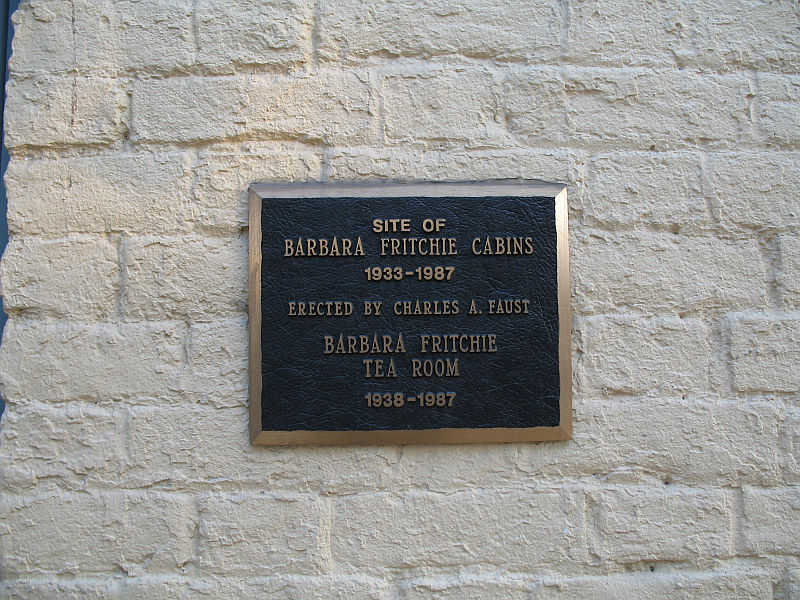 SITE OF
BARBARA FRITCHIE CABINS
1933-1987
ERECTED BY CHARLES A. FAUST
BARBARA FRITCHIE
TEA ROOM
1938-1987